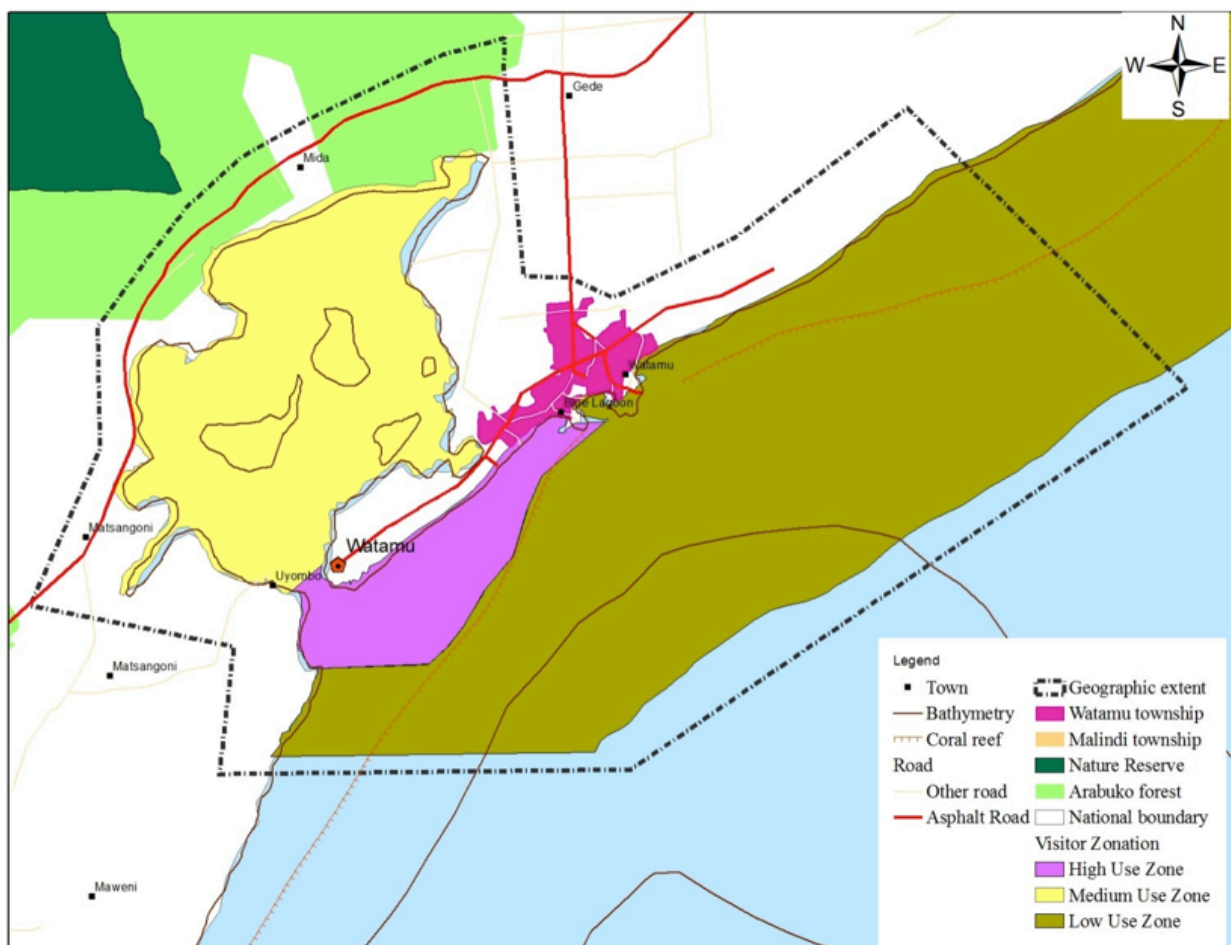 N
W E
S
Gede
Mida
Watamu
Blue Lagoon
Matsangoni
Watamu
Uyombo
Matsangoni
Maweni
Legend
Town
Bathymetry
Coral reef
Road
Other road
Asphalt Road
Geographic extent
Watamu township
Malindi township
Nature Reserve
Arabuko forest
National boundary
Visitor Zonation
High Use Zone
Medium Use Zone
Low Use Zone